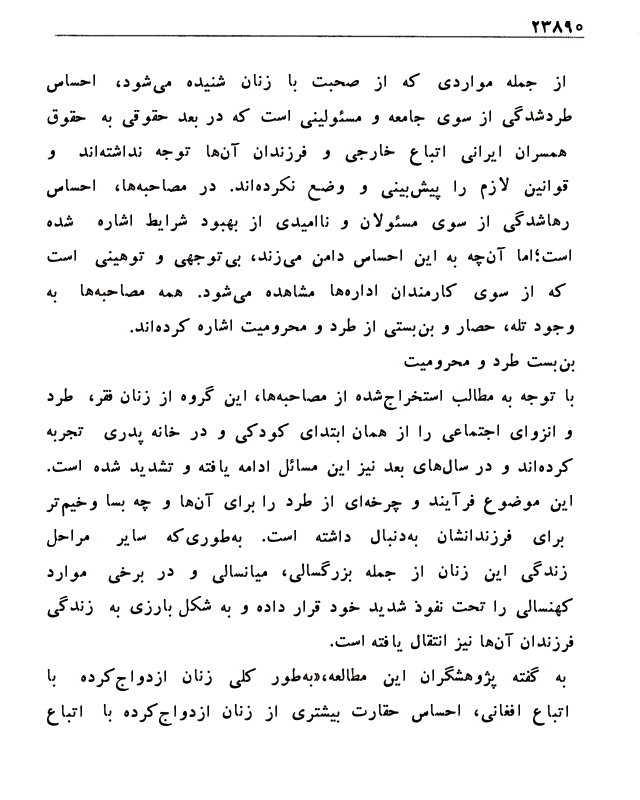 ۲۳۸۹۰
از جمله مواردی که از صحبت با زنان شنیده می‌شود، احساس
طردشدگی از سوی جامعه و مسئولینی است که در بعد حقوقی به حقوق
همسران ایرانی اتباع خارجی و فرزندان آن‌ها توجه نداشته‌اند و
قوانین لازم را پیش‌بینی و وضع نکرده‌اند. در مصاحبه‌ها، احساس
رهاشدگی از سوی مسئولان و ناامیدی از بهبود شرایط اشاره شده
است؛اما آن‌چه به این احساس دامن می‌زند، بی‌توجهی و توهینی است
که از سوی کارمندان اداره‌ها مشاهده می‌شود. همه مصاحبه‌ها به
وجود تله، حصار و بن‌بستی از طرد و محرومیت اشاره کرده‌اند.
بن‌بست طرد و محرومیت
با توجه به مطالب استخراج‌شده از مصاحبه‌ها، این گروه از زنان فقر، طرد
و انزوای اجتماعی را از همان ابتدای کودکی و در خانه پدری تجربه
کرده‌اند و در سال‌های بعد نیز این مسائل ادامه یافته و تشدید شده است.
این موضوع فرآیند و چرخه‌ای از طرد را برای آن‌ها و چه بسا وخیم‌تر
برای فرزندانشان به‌دنبال داشته است. به‌طوری‌که سایر مراحل
زندگی این زنان از جمله بزرگسالی، میانسالی و در برخی موارد
کهنسالی را تحت نفوذ شدید خود قرار داده و به شکل بارزی به زندگی
فرزندان آن‌ها نیز انتقال یافته است.
به گفته پژوهشگران این مطالعه،«به‌طور کلی زنان ازدواج‌کرده با
اتباع افغانی، احساس حقارت بیشتری از زنان ازدواج‌کرده با اتباع